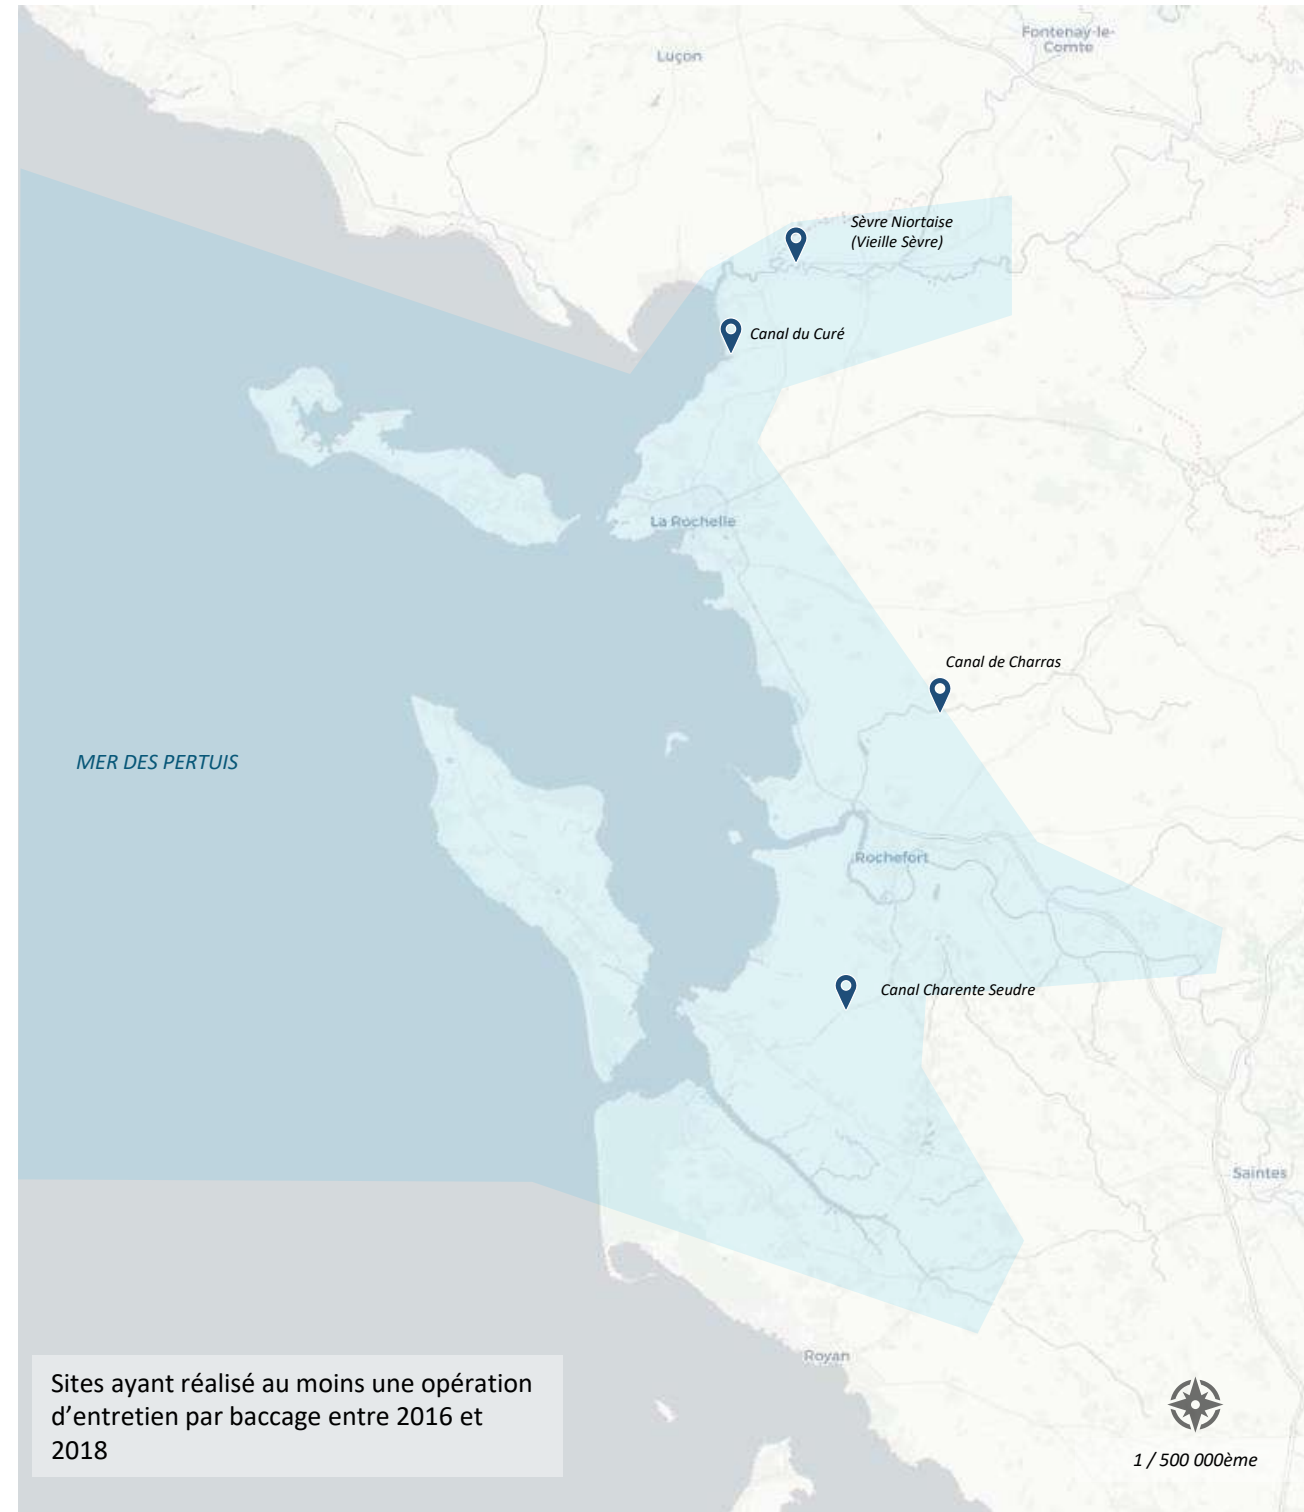 Fontenay-le-
Comte
Luçon
Sèvre Niortaise
(Vieille Sèvre)
Canal du Curé
La Rochelle
Canal de Charras
MER DES PERTUIS
Rochefort
Canal Charente Seudre
Saintes
Royan
Sites ayant réalisé au moins une opération
d’entretien par baccage entre 2016 et
2018
1 / 500 000ème